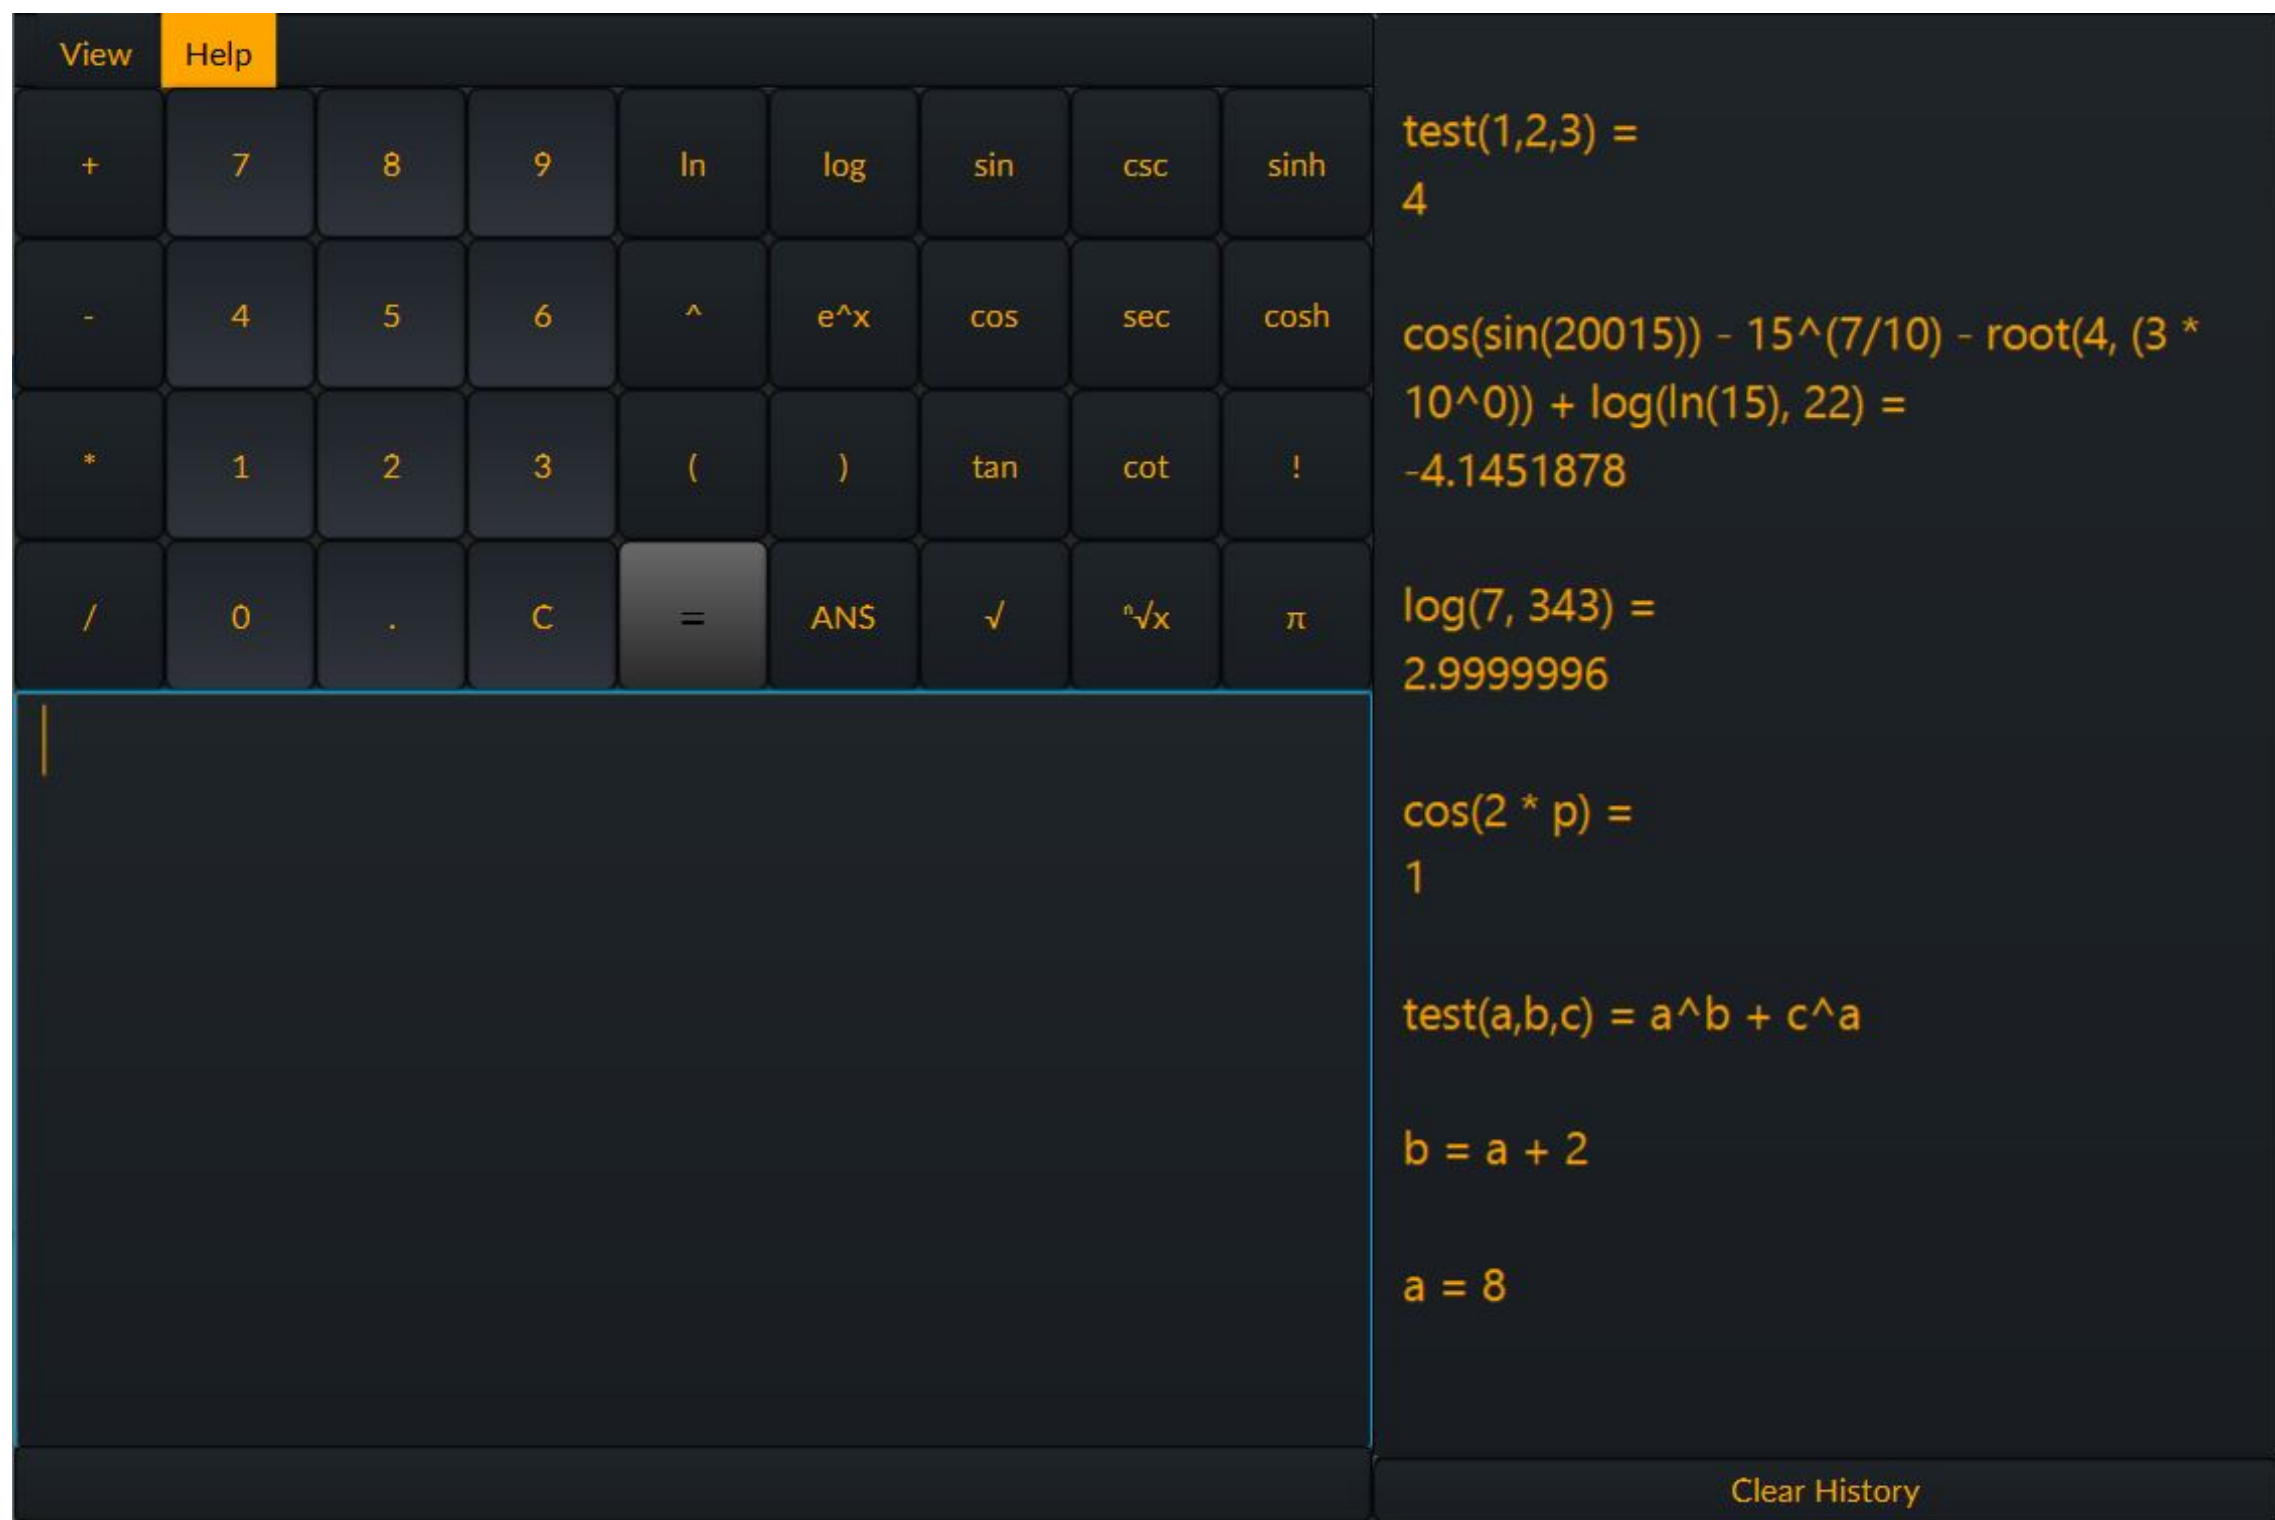 View Help
+ 7 8 9 ln log sin csc sinh
- 4 5 6 ^ e^x cos sec cosh
* 1 2 3 ( ) tan cot !
/ 0 . C = ANS √ ⁿ√x π
test(1,2,3) =
4
cos(sin(20015)) - 15^(7/10) - root(4, (3 *
10^0)) + log(ln(15), 22) =
-4.1451878
log(7, 343) =
2.9999996
cos(2 * p) =
1
test(a,b,c) = a^b + c^a
b = a + 2
a = 8
Clear History